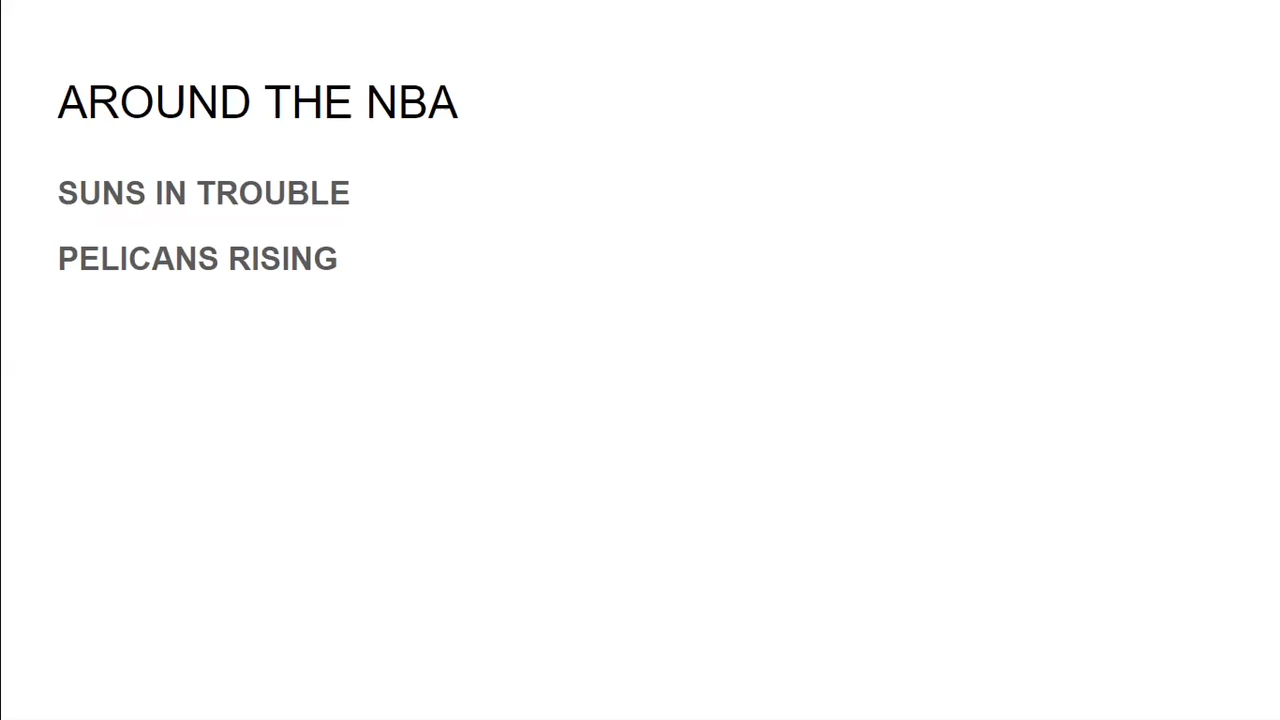 AROUND THE NBA
SUNS IN TROUBLE
PELICANS RISING